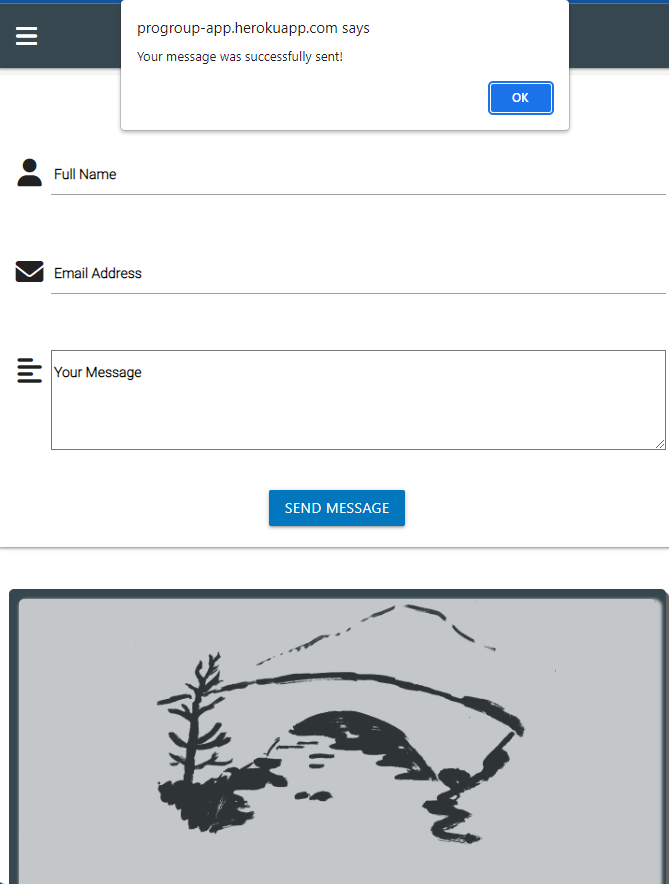 progroup-app.herokuapp.com says
Your message was successfully sent!
OK
Full Name
Email Address
Your Message
SEND MESSAGE